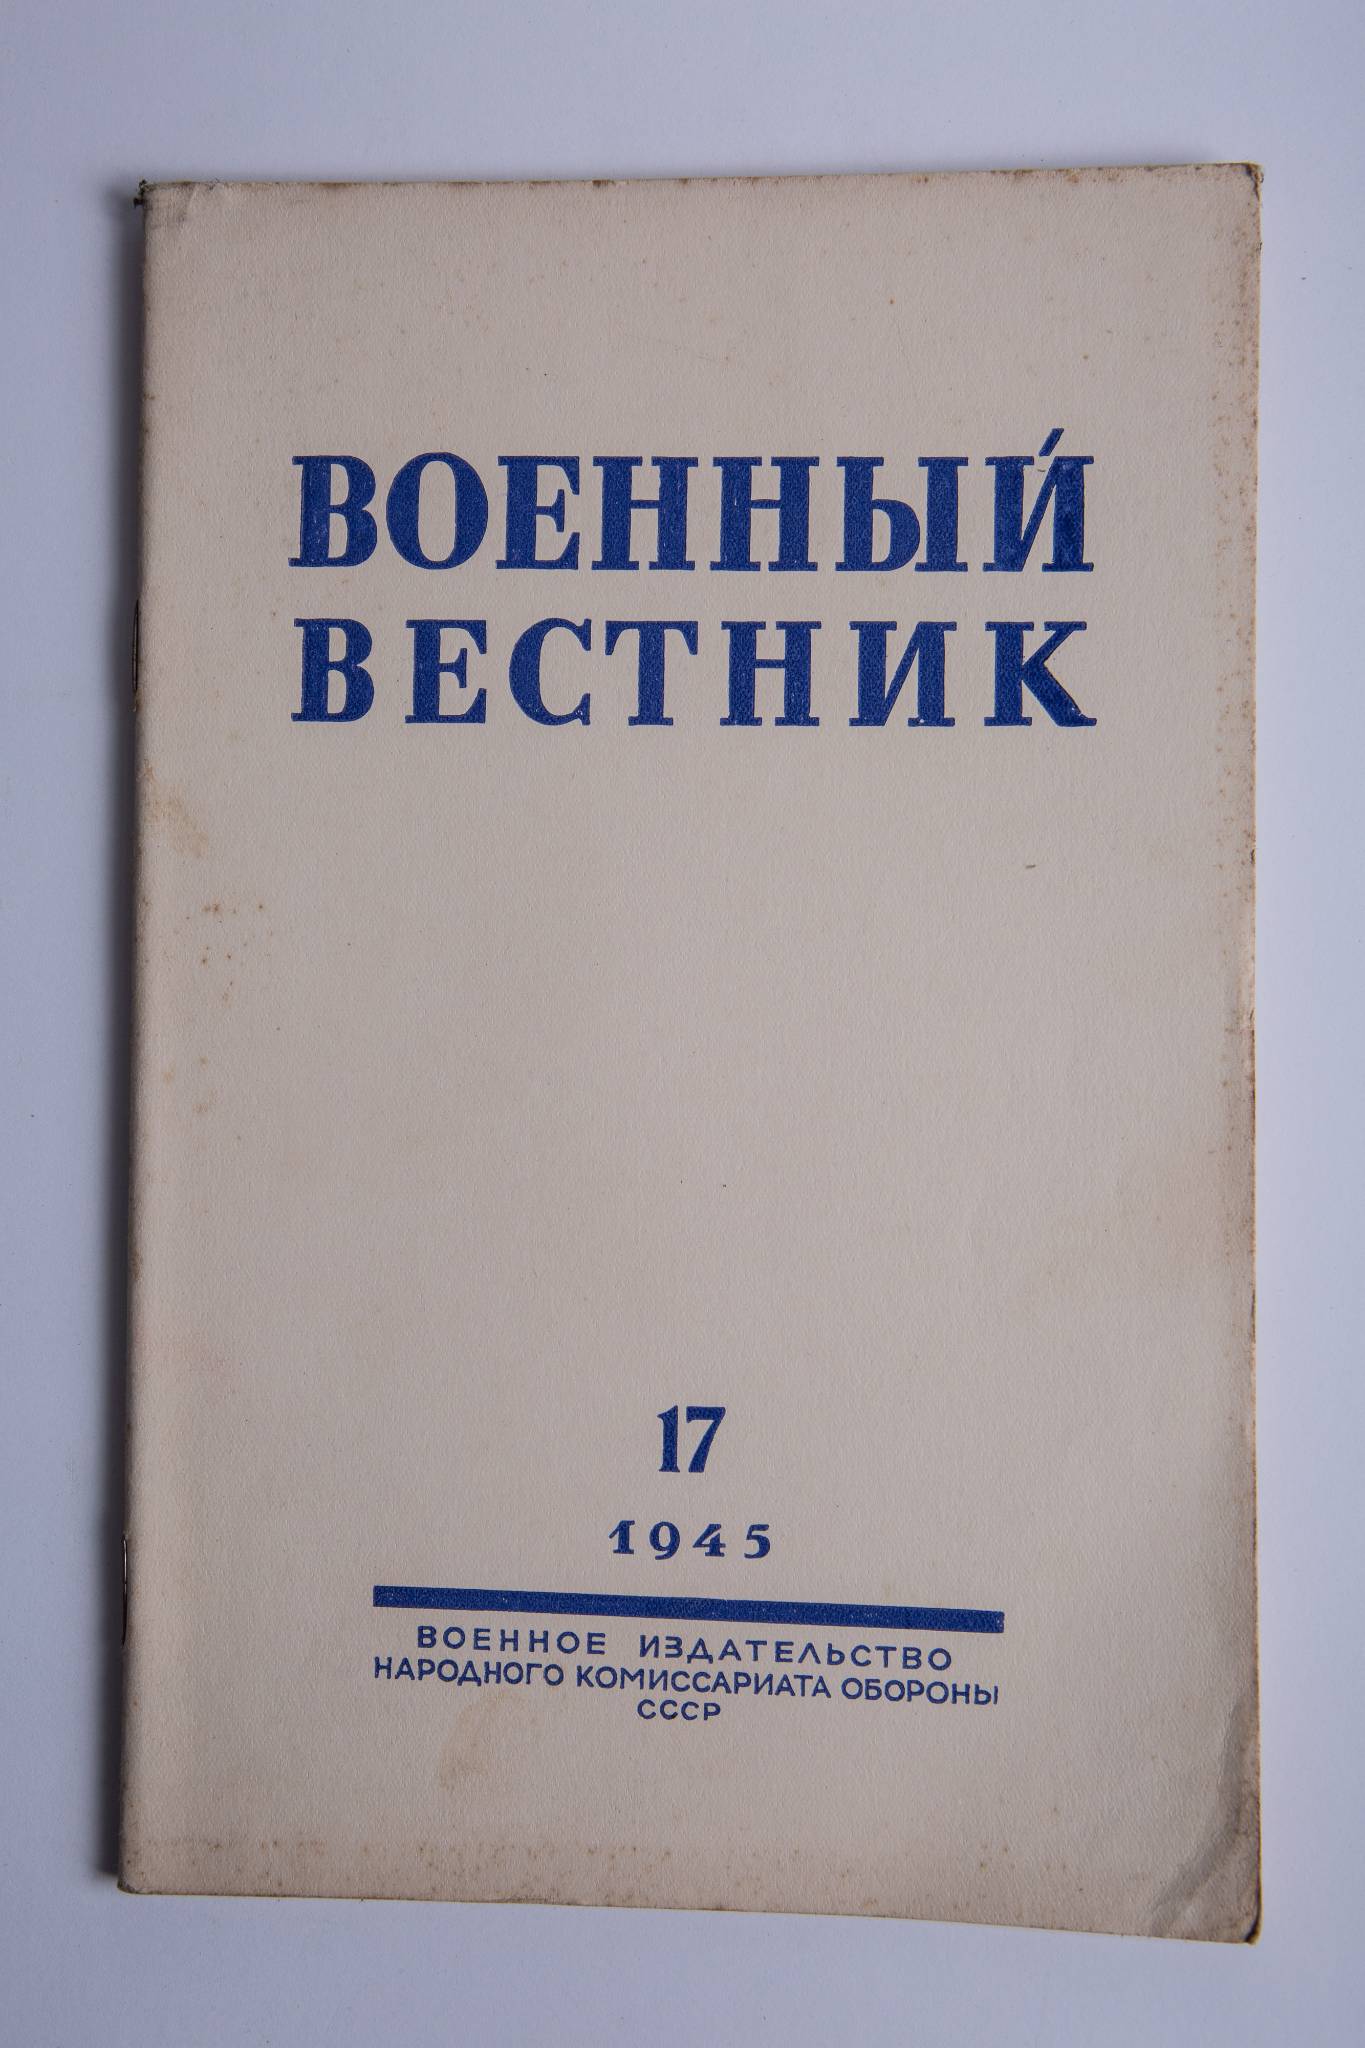 ВОЕННЫЙ
ВЕСТНИК
17
1945
ВОЕННОЕ ИЗДАТЕЛЬСТВО
НАРОДНОГО КОМИССАРИАТА ОБОРОНЫ
СССР